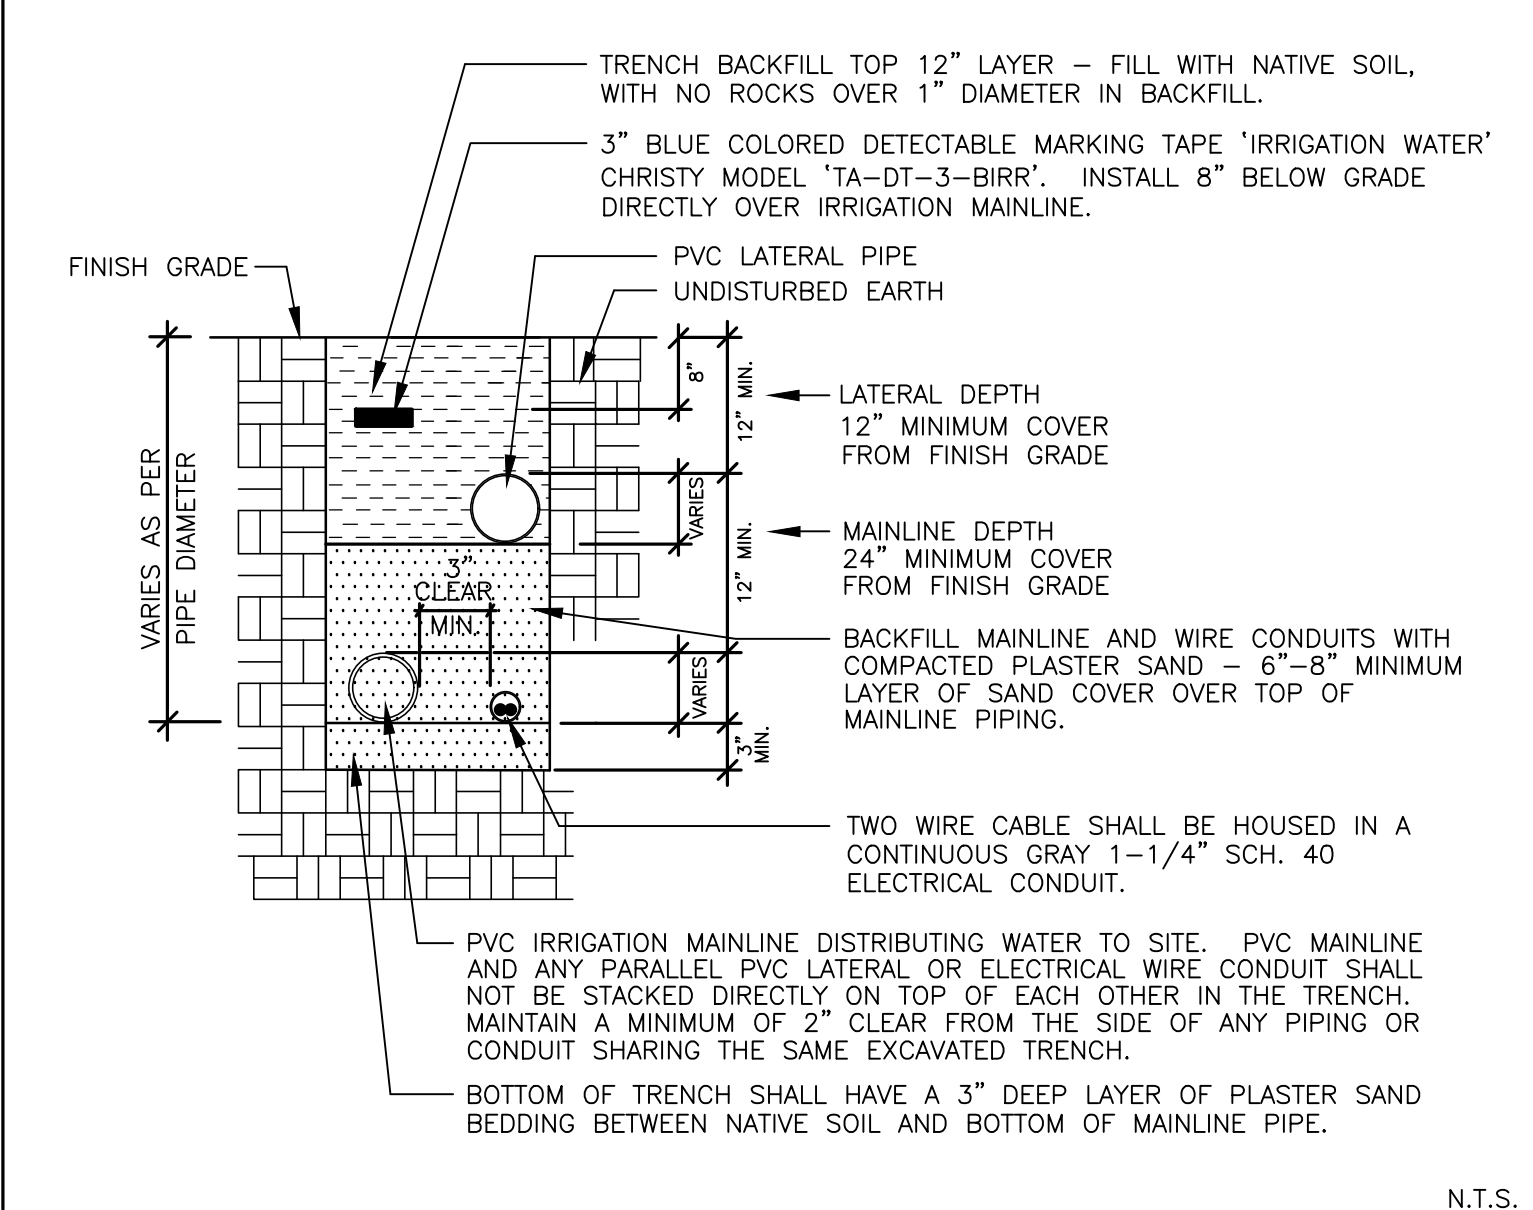 TRENCH BACKFILL TOP 12” LAYER – FILL WITH NATIVE SOIL,
WITH NO ROCKS OVER 1” DIAMETER IN BACKFILL.
3” BLUE COLORED DETECTABLE MARKING TAPE ‘IRRIGATION WATER’
CHRISTY MODEL ‘TA–DT–3–BIRR’. INSTALL 8” BELOW GRADE
DIRECTLY OVER IRRIGATION MAINLINE.
PVC LATERAL PIPE
FINISH GRADE
UNDISTURBED EARTH
8”
12” MIN.
LATERAL DEPTH
12” MINIMUM COVER
FROM FINISH GRADE
VARIES AS PER
PIPE DIAMETER
VARIES
12” MIN.
MAINLINE DEPTH
24” MINIMUM COVER
FROM FINISH GRADE
3”
CLEAR
MIN.
BACKFILL MAINLINE AND WIRE CONDUITS WITH
COMPACTED PLASTER SAND – 6”–8” MINIMUM
LAYER OF SAND COVER OVER TOP OF
MAINLINE PIPING.
VARIES
3”
MIN.
TWO WIRE CABLE SHALL BE HOUSED IN A
CONTINUOUS GRAY 1–1/4” SCH. 40
ELECTRICAL CONDUIT.
PVC IRRIGATION MAINLINE DISTRIBUTING WATER TO SITE. PVC MAINLINE
AND ANY PARALLEL PVC LATERAL OR ELECTRICAL WIRE CONDUIT SHALL
NOT BE STACKED DIRECTLY ON TOP OF EACH OTHER IN THE TRENCH.
MAINTAIN A MINIMUM OF 2” CLEAR FROM THE SIDE OF ANY PIPING OR
CONDUIT SHARING THE SAME EXCAVATED TRENCH.
BOTTOM OF TRENCH SHALL HAVE A 3” DEEP LAYER OF PLASTER SAND
BEDDING BETWEEN NATIVE SOIL AND BOTTOM OF MAINLINE PIPE.
N.T.S.